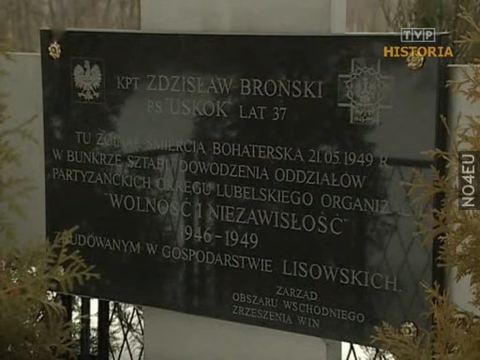 TVP
HISTORIA
KPT ZDZISŁAW BROŃSKI
PS "USKOK" LAT 37
TU ZGINĄŁ ŚMIERCIĄ BOHATERSKĄ 21.05.1949 R
W BUNKRZE SZTABU DOWODZENIA ODDZIAŁÓW
PARTYZANCKICH OKRĘGU LUBELSKIEGO ORGANIZ.
"WOLNOŚĆ I NIEZAWISŁOŚĆ"
1946-1949
ZBUDOWANYM W GOSPODARSTWIE LISOWSKICH.
ZARZĄD
OBSZARU WSCHODNIEGO
ZRZESZENIA WIN
NO4EU